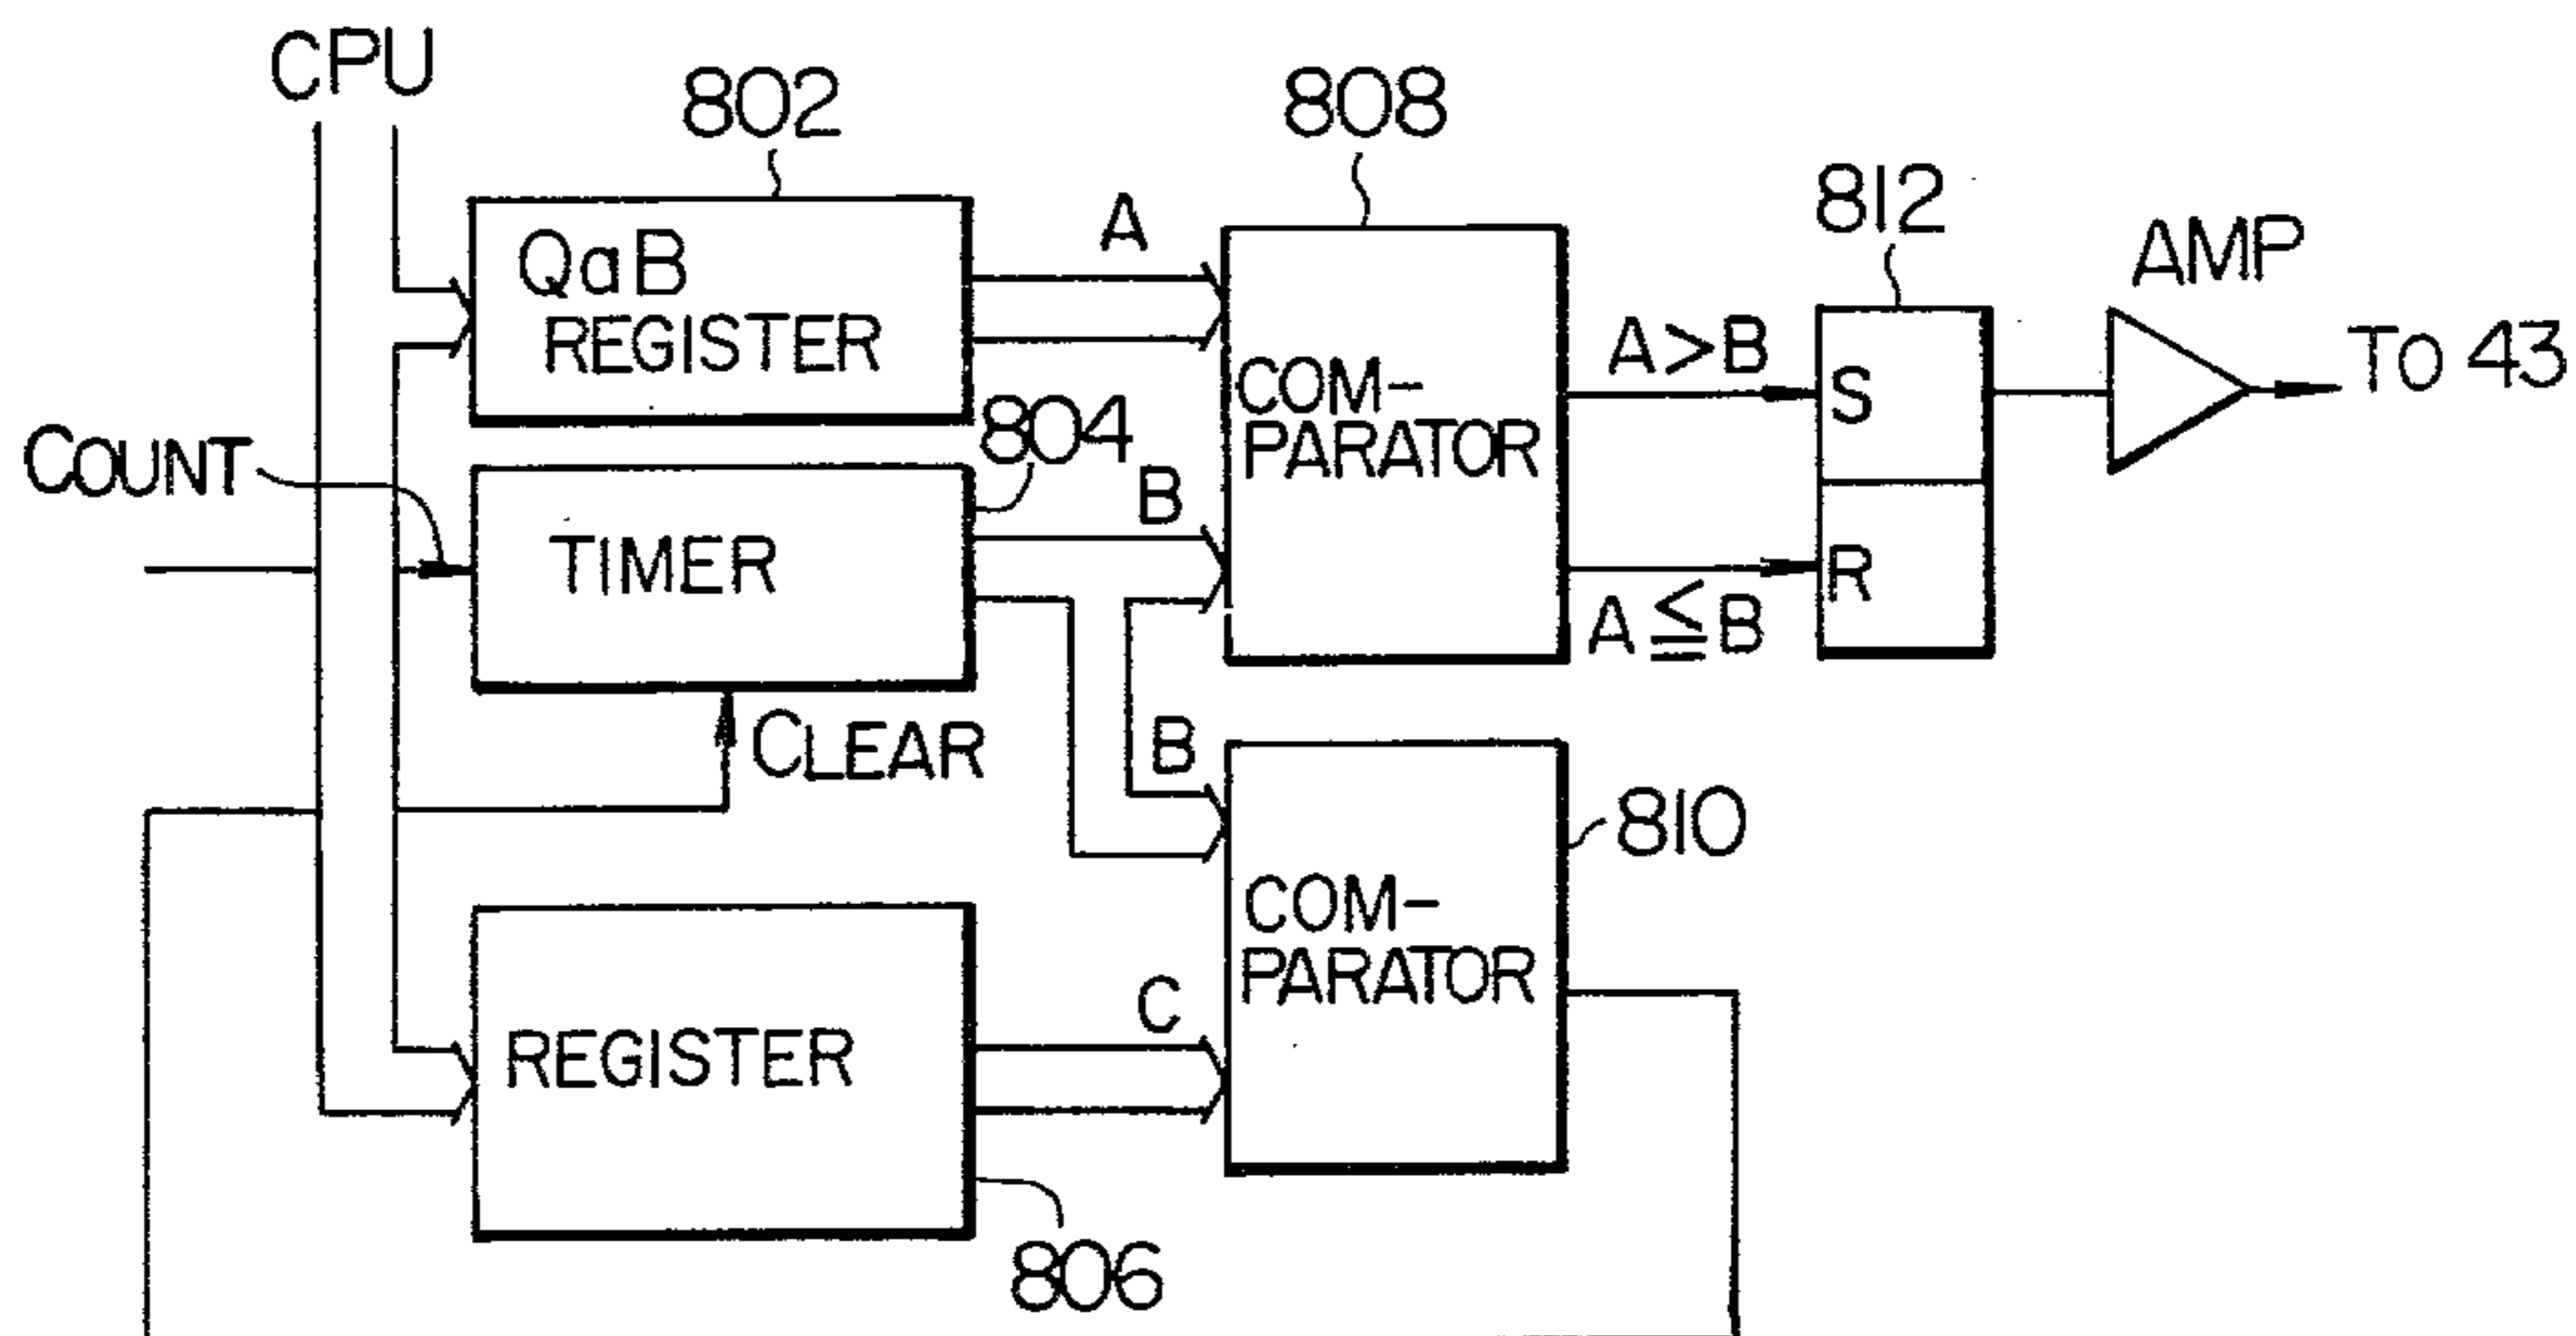 CPU
802
808
812
AMP
QaB
REGISTER
A
COM-
PARATOR
A>B
S
To 43
COUNT
804
TIMER
B
R
A≦B
CLEAR
B
810
COM-
PARATOR
REGISTER
C
806